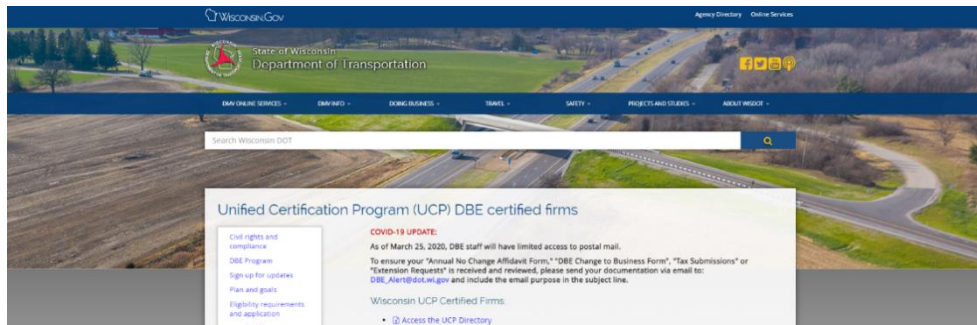 WISCONSIN.GOV
Agency Directory Online Services
State of Wisconsin
Department of Transportation
DMV ONLINE SERVICES DMV INFO DOING BUSINESS TRAVEL SAFETY PROJECTS AND STUDIES ABOUT WISDOT
Search Wisconsin DOT
Unified Certification Program (UCP) DBE certified firms
Civil rights and
compliance
DBE Program
Sign up for updates
Plan and goals
Eligibility requirements
and application
COVID-19 UPDATE:
As of March 25, 2020, DBE staff will have limited access to postal mail.
To ensure your "Annual No Change Affidavit Form," "DBE Change to Business Form", "Tax Submissions" or
"Extension Requests" is received and reviewed, please send your documentation via email to:
DBE_Alert@dot.wi.gov and include the email purpose in the subject line.
Wisconsin UCP Certified Firms:
• Access the UCP Directory